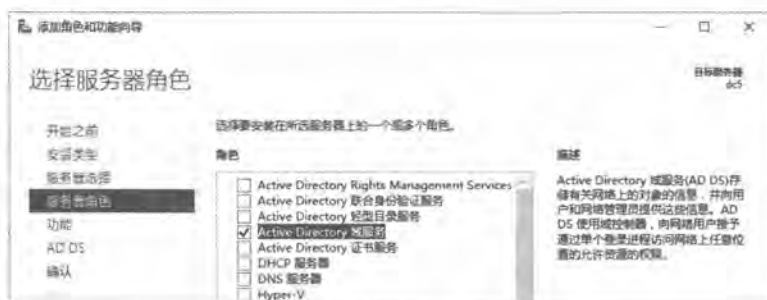 添加角色和功能向导
选择服务器角色
目标服务器
dc5
开始之前
安装类型
服务器选择
服务器角色
功能
AD DS
确认
选择要安装在所选服务器上的一个或多个角色。
角色
Active Directory Rights Management Services
Active Directory 联合身份验证服务
Active Directory 轻型目录服务
Active Directory 域服务
Active Directory 证书服务
DHCP 服务器
DNS 服务器
Hyper-V
描述
Active Directory 域服务(AD DS)存
储有关网络上的对象的信息，并向用
户和网络管理员提供这些信息。AD
DS 使用域控制器，向网络用户授予
通过单个登录进程访问网络上任意位
置的允许资源的权限。